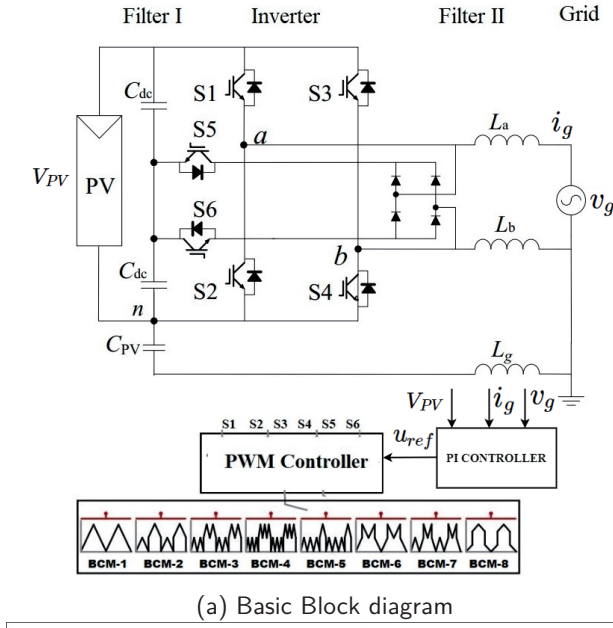 Filter I Inverter Filter II Grid
C_dc S1 S3
S5 a L_a i_g
V_PV PV
S6 v_g
b L_b
C_dc S2 S4
n
C_PV L_g
V_PV i_g v_g
S1 S2 S3 S4 S5 S6
u_ref
PWM Controller PI CONTROLLER
BCM-1 BCM-2 BCM-3 BCM-4 BCM-5 BCM-6 BCM-7 BCM-8
(a) Basic Block diagram